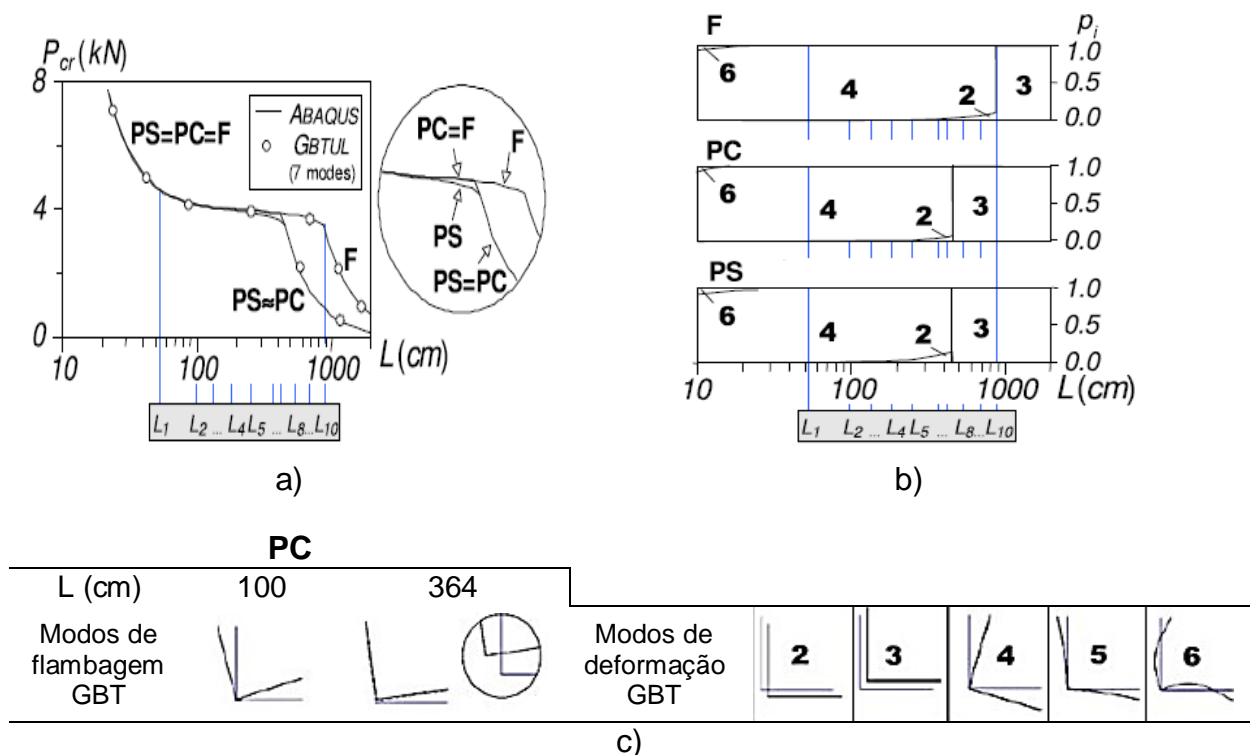 P_cr (kN)
8
4
0
PS=PC=F
ABAQUS
GBTUL
(7 modes)
PC=F
F
PS
PS=PC
F
PS≈PC
10
100
1000
L (cm)
L1 L2 ... L4 L5 ... L8... L10
a)
F
p_i
6
4
2
3
1.0
0.5
0.0
PC
6
4
2
3
1.0
0.5
0.0
PS
6
4
2
3
1.0
0.5
0.0
10
100
1000
L (cm)
L1 L2 ... L4 L5 ... L8... L10
b)
PC
L (cm) 100 364
Modos de
flambagem
GBT
Modos de
deformação
GBT
2 3 4 5 6
c)